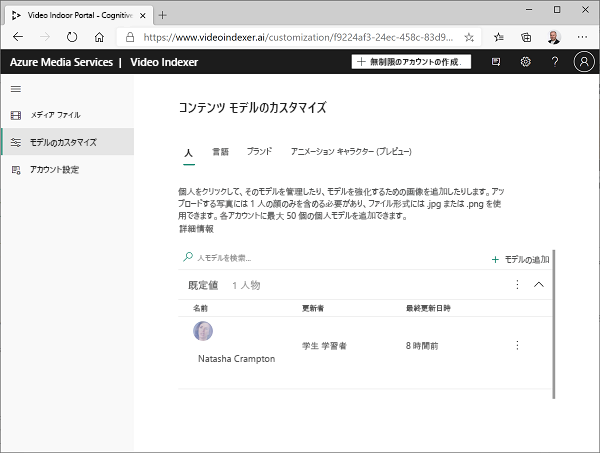 Video Indoor Portal - Cognitive
https://www.videoindexer.ai/customization/f9224af3-24ec-458c-83d9...
Azure Media Services | Video Indexer
＋ 無制限のアカウントの作成.
メディア ファイル
モデルのカスタマイズ
アカウント設定
コンテンツ モデルのカスタマイズ
人 言語 ブランド アニメーション キャラクター (プレビュー)
個人をクリックして、そのモデルを管理したり、モデルを強化するための画像を追加したりします。アッ
プロードする写真には 1 人の顔のみを含める必要があり、ファイル形式には .jpg または .png を使
用できます。各アカウントに最大 50 個の個人モデルを追加できます。
詳細情報
人モデルを検索...
＋ モデルの追加
既定値 1 人物
名前 更新者 最終更新日時
学生 学習者 8 時間前
Natasha Crampton